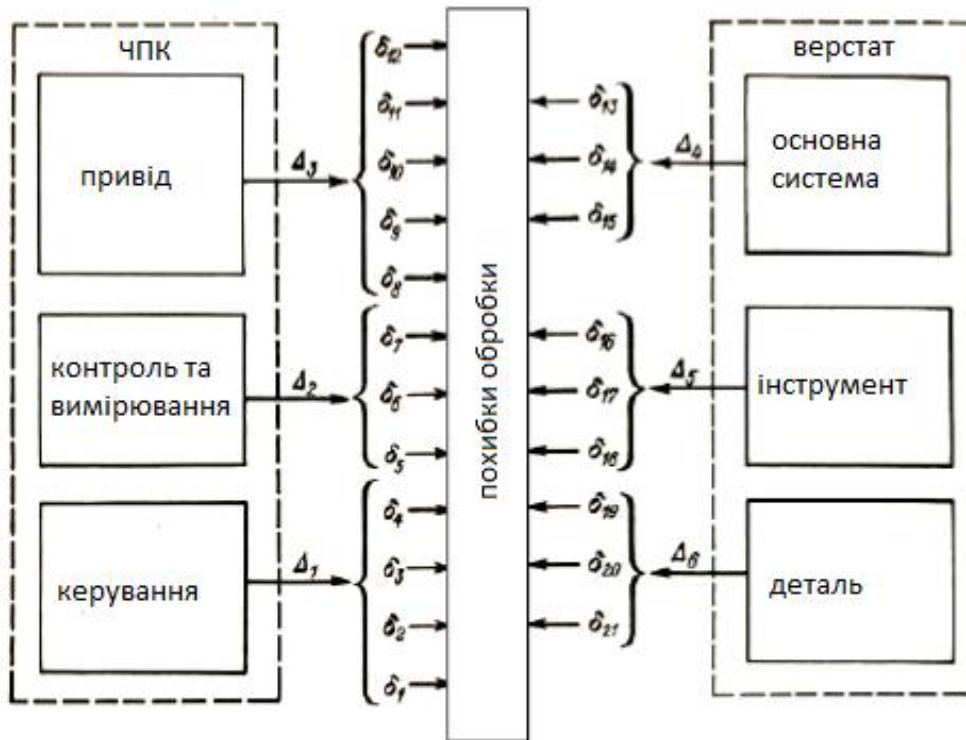 ЧПК
привід
Δ3
δ12
δ11
δ10
δ9
δ8
контроль та
вимірювання
Δ2
δ7
δ6
δ5
керування
Δ1
δ4
δ3
δ2
δ1
похибки обробки
верстат
основна
система
Δ4
δ13
δ14
δ15
інструмент
Δ5
δ16
δ17
δ18
деталь
Δ6
δ19
δ20
δ21